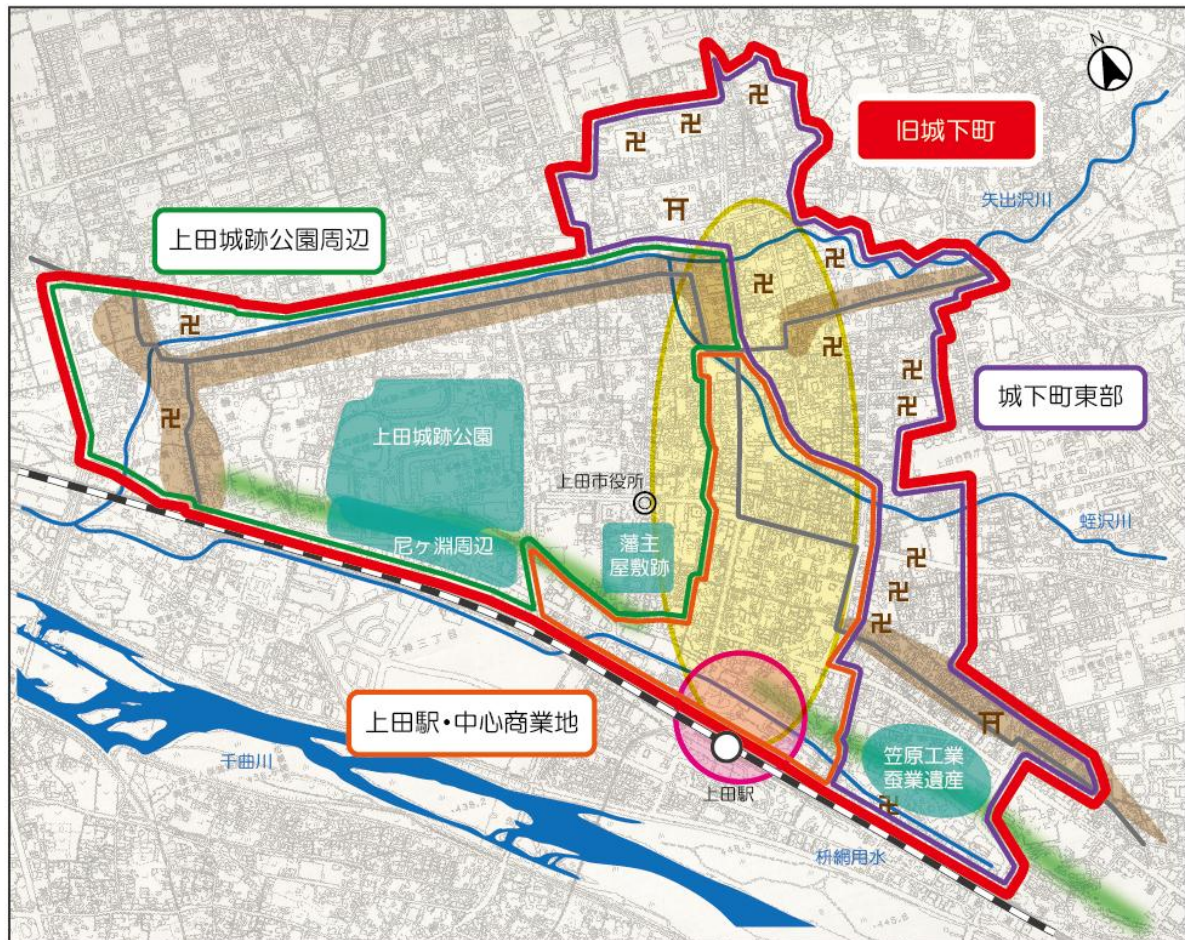 N
旧城下町
矢出沢川
上田城跡公園周辺
城下町東部
上田城跡公園
上田市役所
蛭沢川
尼ヶ淵周辺
藩主
屋敷跡
上田駅・中心商業地
千曲川
上田駅
笠原工業
蚕業遺産
枡網用水